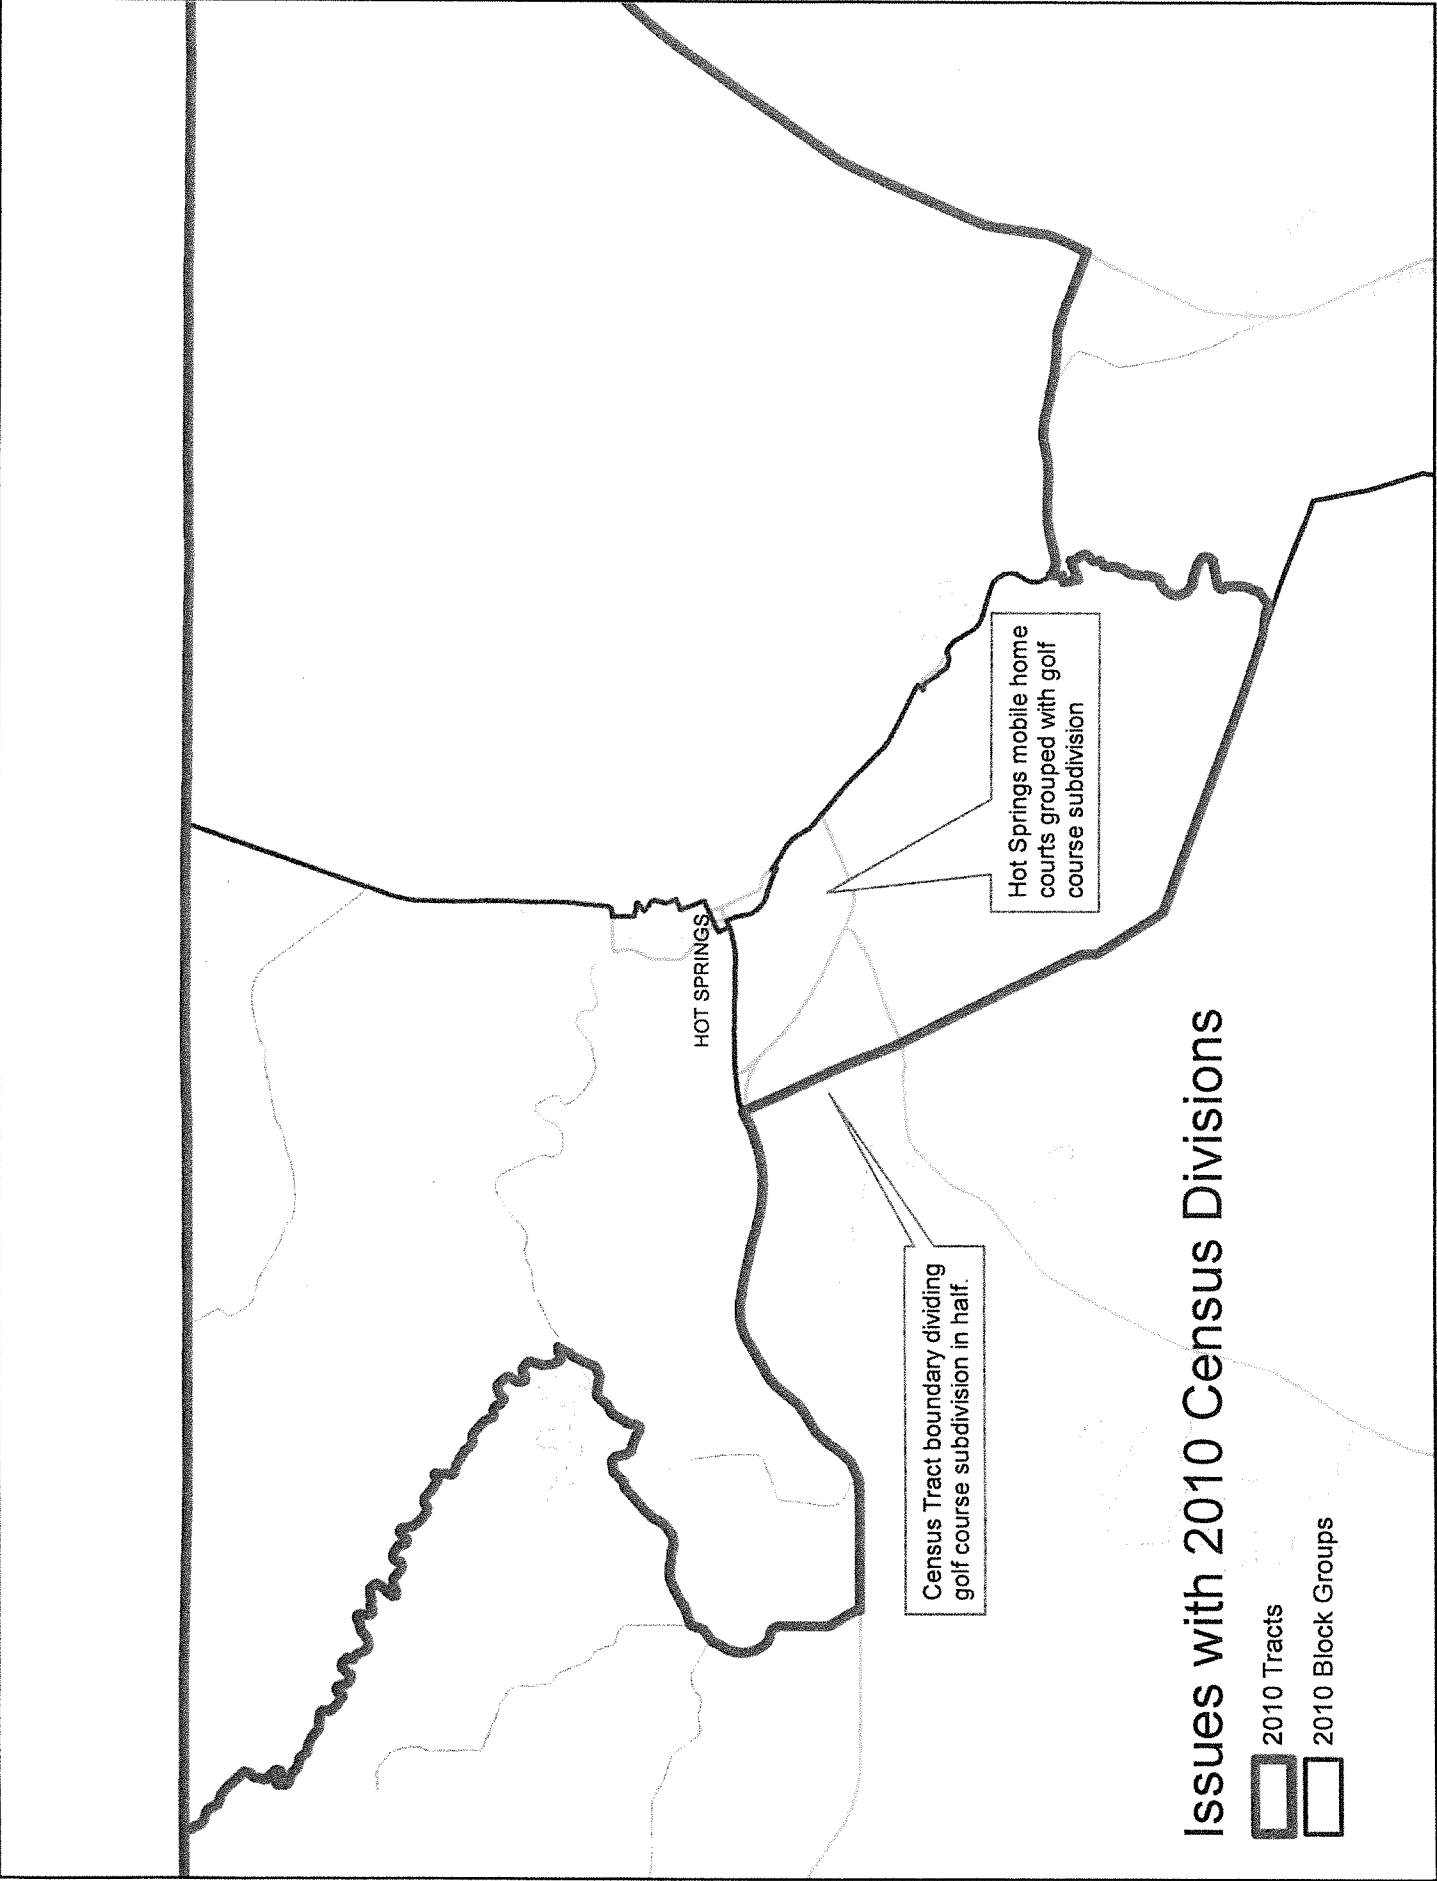 HOT SPRINGS
Hot Springs mobile home
courts grouped with golf
course subdivision
Census Tract boundary dividing
golf course subdivision in half.
Issues with 2010 Census Divisions
2010 Tracts
2010 Block Groups